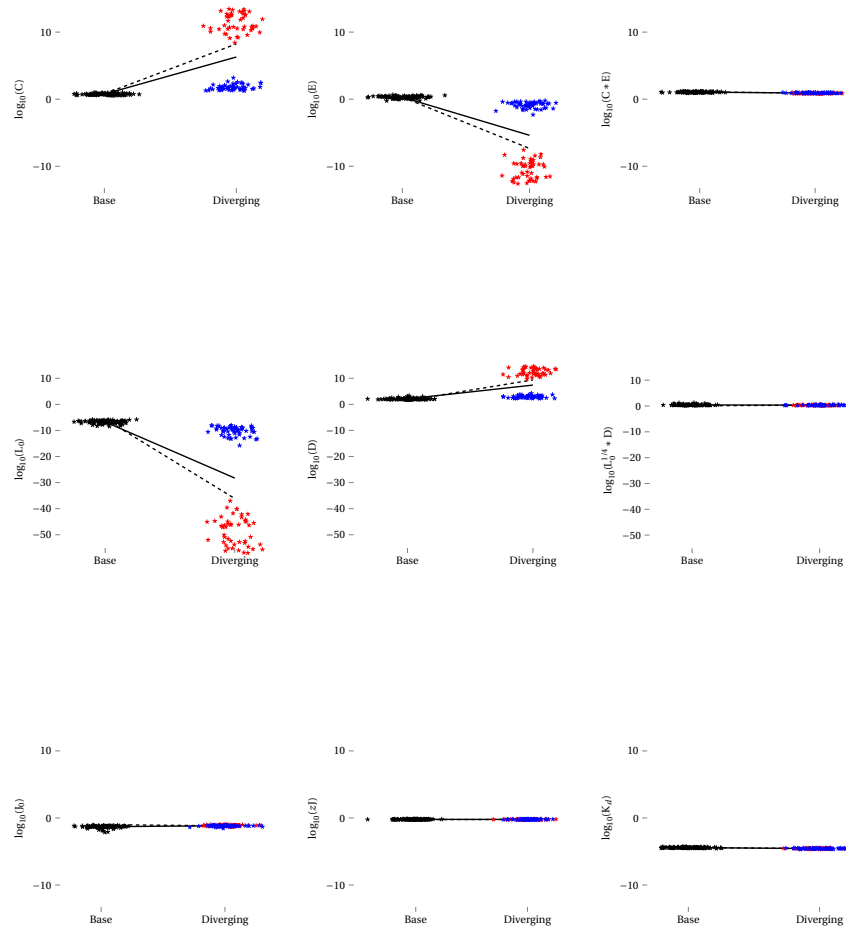 log₁₀(C)
10
0
−10
Base
Diverging
log₁₀(E)
10
0
−10
Base
Diverging
log₁₀(C * E)
10
0
−10
Base
Diverging
log₁₀(L₀)
10
0
−10
−20
−30
−40
−50
Base
Diverging
log₁₀(D)
10
0
−10
−20
−30
−40
−50
Base
Diverging
log₁₀(L₀^1/4 * D)
10
0
−10
−20
−30
−40
−50
Base
Diverging
log₁₀(J₀)
10
0
−10
Base
Diverging
log₁₀(zJ)
10
0
−10
Base
Diverging
log₁₀(K_d)
10
0
−10
Base
Diverging